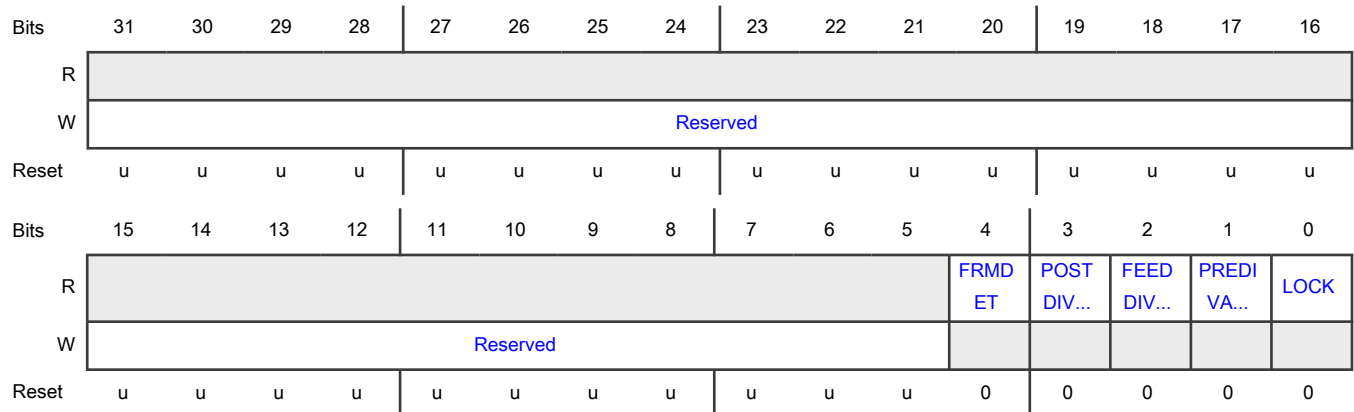 Bits 31 30 29 28 27 26 25 24 23 22 21 20 19 18 17 16
R
W Reserved
Reset u u u u u u u u u u u u u u u u
Bits 15 14 13 12 11 10 9 8 7 6 5 4 3 2 1 0
R FRMD ET POST DIV... FEED DIV... PREDI VA... LOCK
W Reserved
Reset u u u u u u u u u u u 0 0 0 0 0